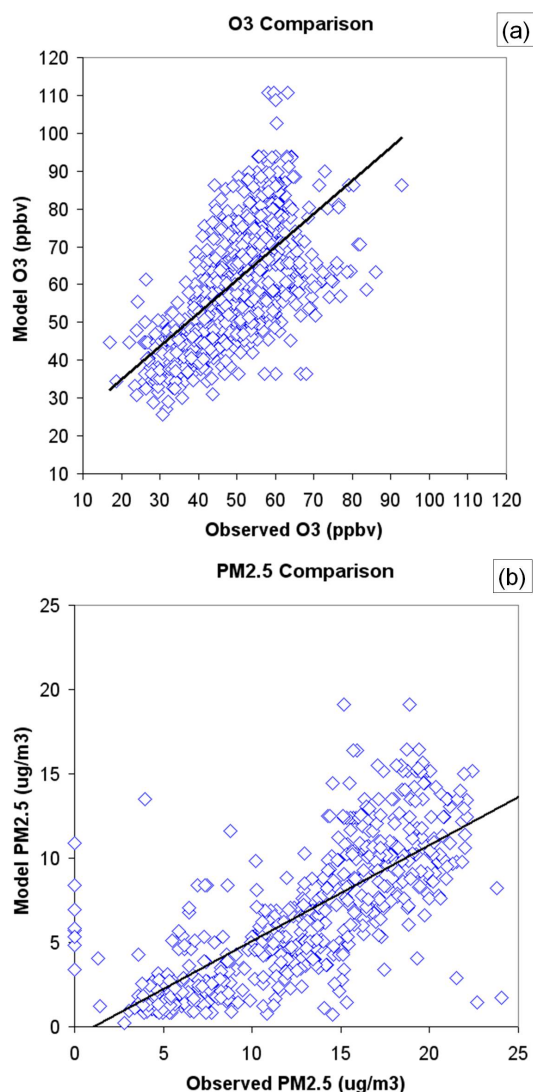 O3 Comparison
(a)
120
110
100
90
80
70
60
50
40
30
20
10
Model O3 (ppbv)
10 20 30 40 50 60 70 80 90 100 110 120
Observed O3 (ppbv)
PM2.5 Comparison
(b)
25
20
15
10
5
0
Model PM2.5 (ug/m3)
0 5 10 15 20 25
Observed PM2.5 (ug/m3)